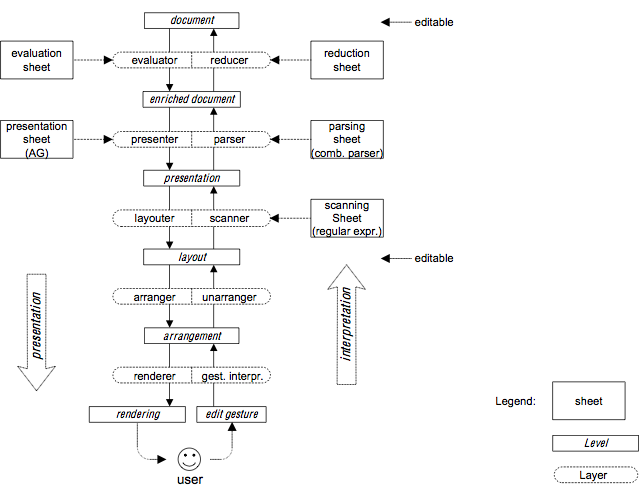 document
editable
evaluation
sheet
evaluator
reducer
reduction
sheet
enriched document
presentation
sheet
(AG)
presenter
parser
parsing
sheet
(comb. parser)
presentation
layouter
scanner
scanning
Sheet
(regular expr.)
layout
editable
presentation
arranger
unarranger
interpretation
arrangement
renderer
gest. interpr.
rendering
edit gesture
user
Legend:
sheet
Level
Layer